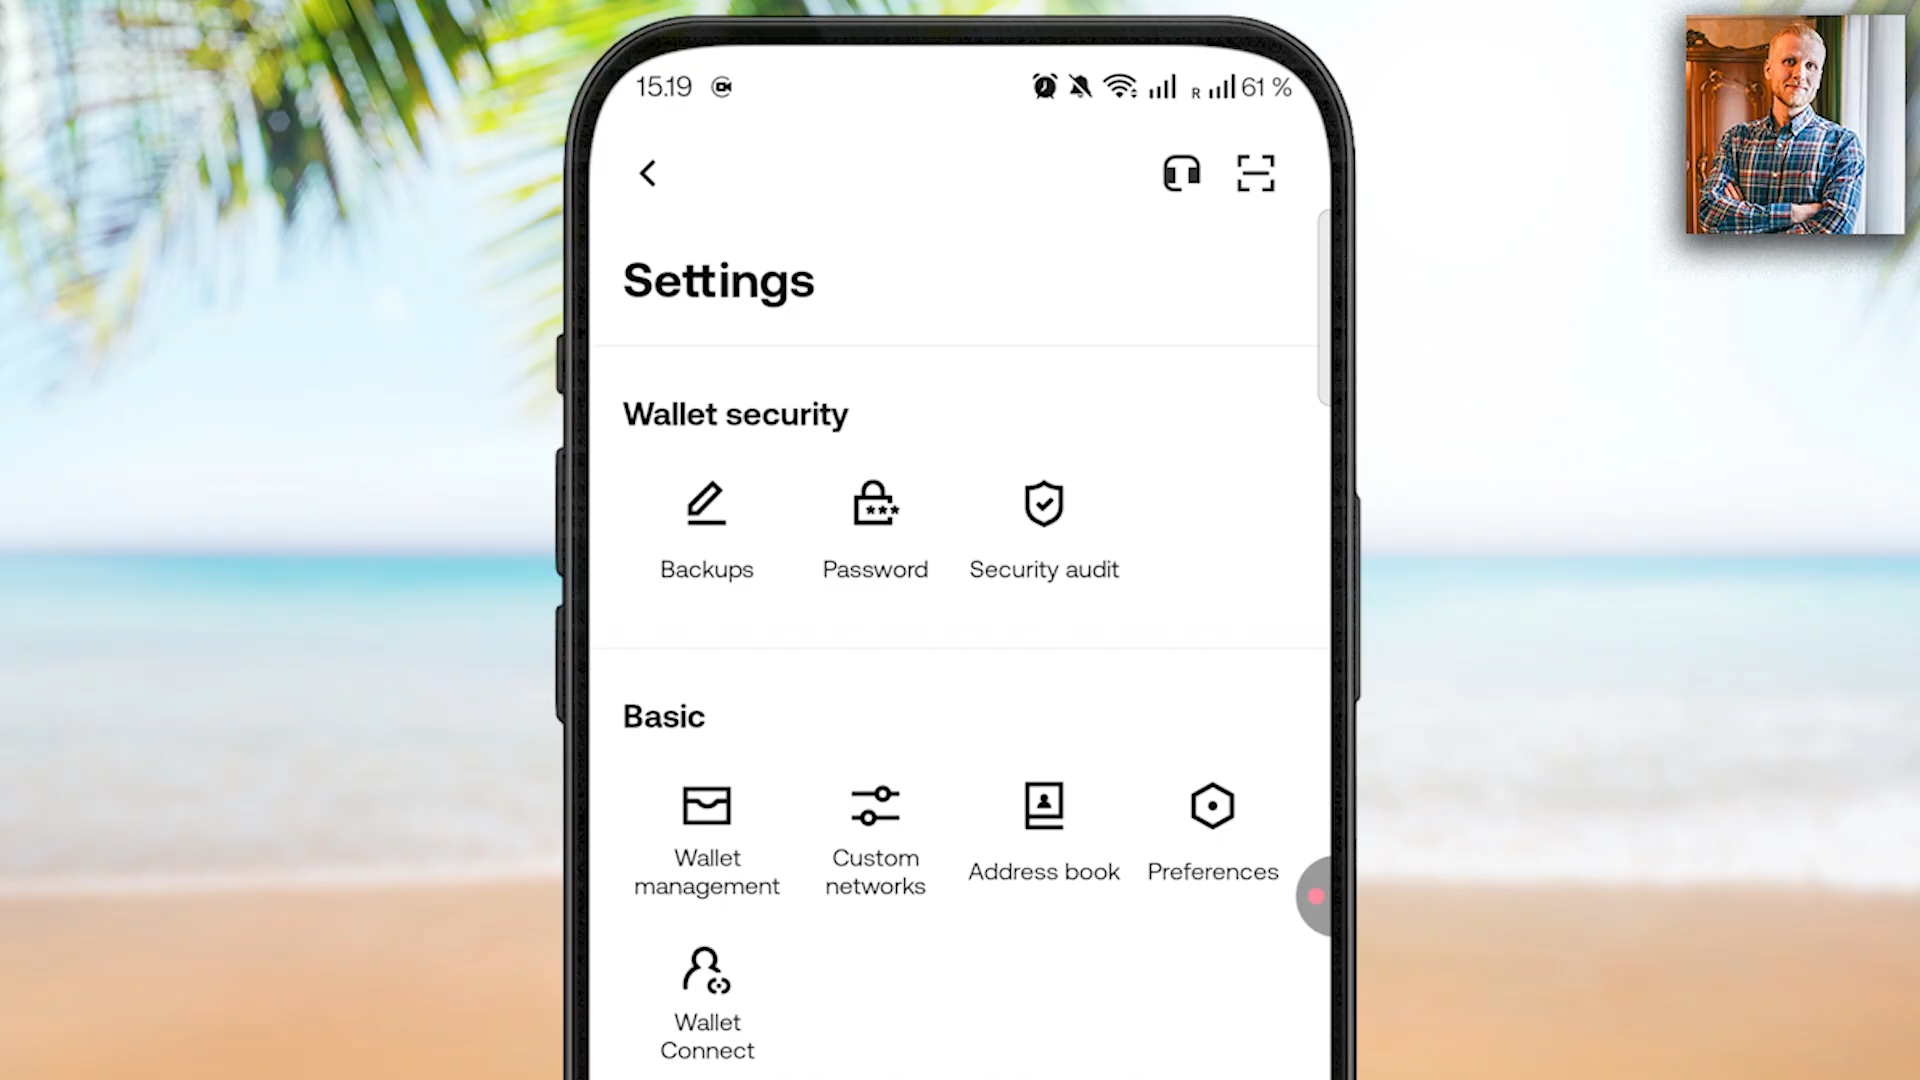 15.19
R
61 %
Settings
Wallet security
Backups
Password
Security audit
Basic
Wallet
management
Custom
networks
Address book
Preferences
Wallet
Connect